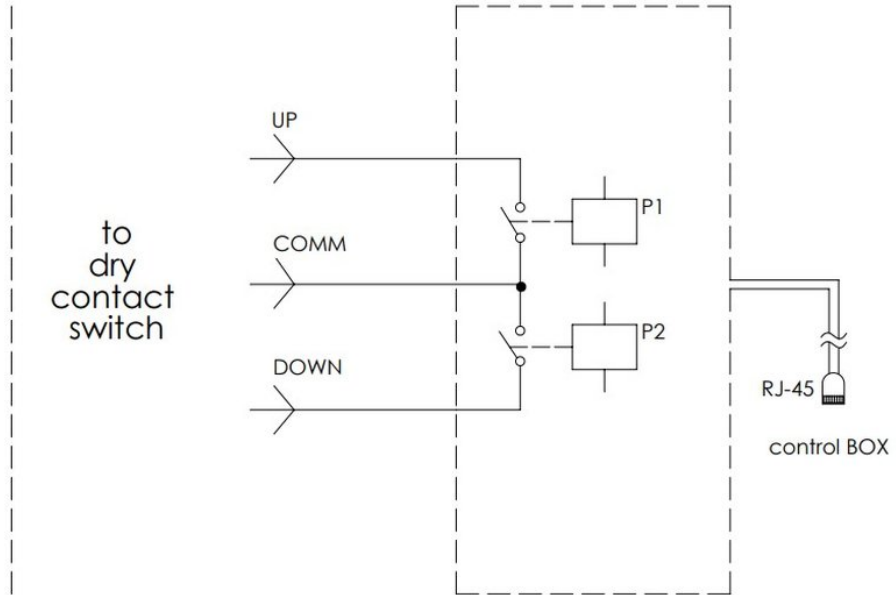 UP
P1
to
dry
contact
switch
COMM
P2
DOWN
RJ-45
control BOX